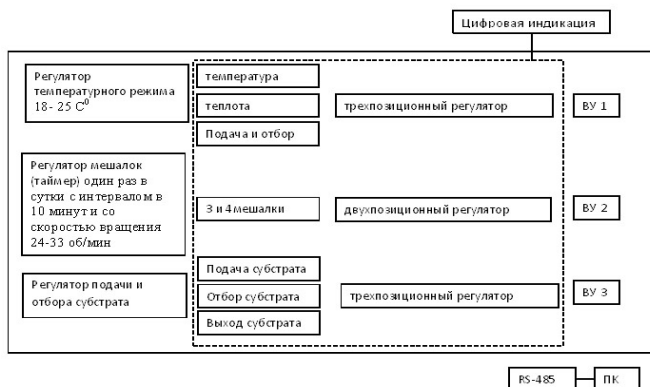 Цифровая индикация
Регулятор
температурного режима
18- 25 С⁰
температура
теплота
Подача и отбор
трехпозиционный регулятор
ВУ 1
Регулятор мешалок
(таймер) один раз в
сутки с интервалом в
10 минут и со
скоростью вращения
24-33 об/мин
3 и 4 мешалки
двухпозиционный регулятор
ВУ 2
Регулятор подачи и
отбора субстрата
Подача субстрата
Отбор субстрата
Выход субстрата
трехпозиционный регулятор
ВУ 3
RS-485
ПК